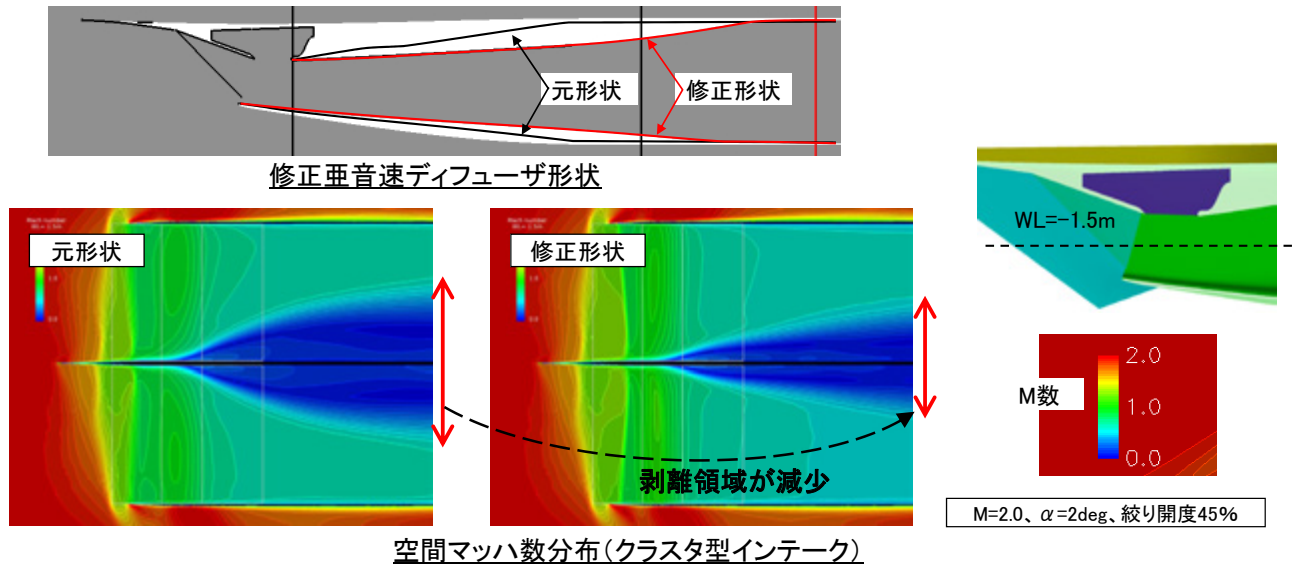 元形状
修正形状
修正亜音速ディフューザ形状
元形状
修正形状
剥離領域が減少
空間マッハ数分布(クラスタ型インテーク)
WL=-1.5m
M数
2.0
1.0
0.0
M=2.0、α=2deg、絞り開度45%